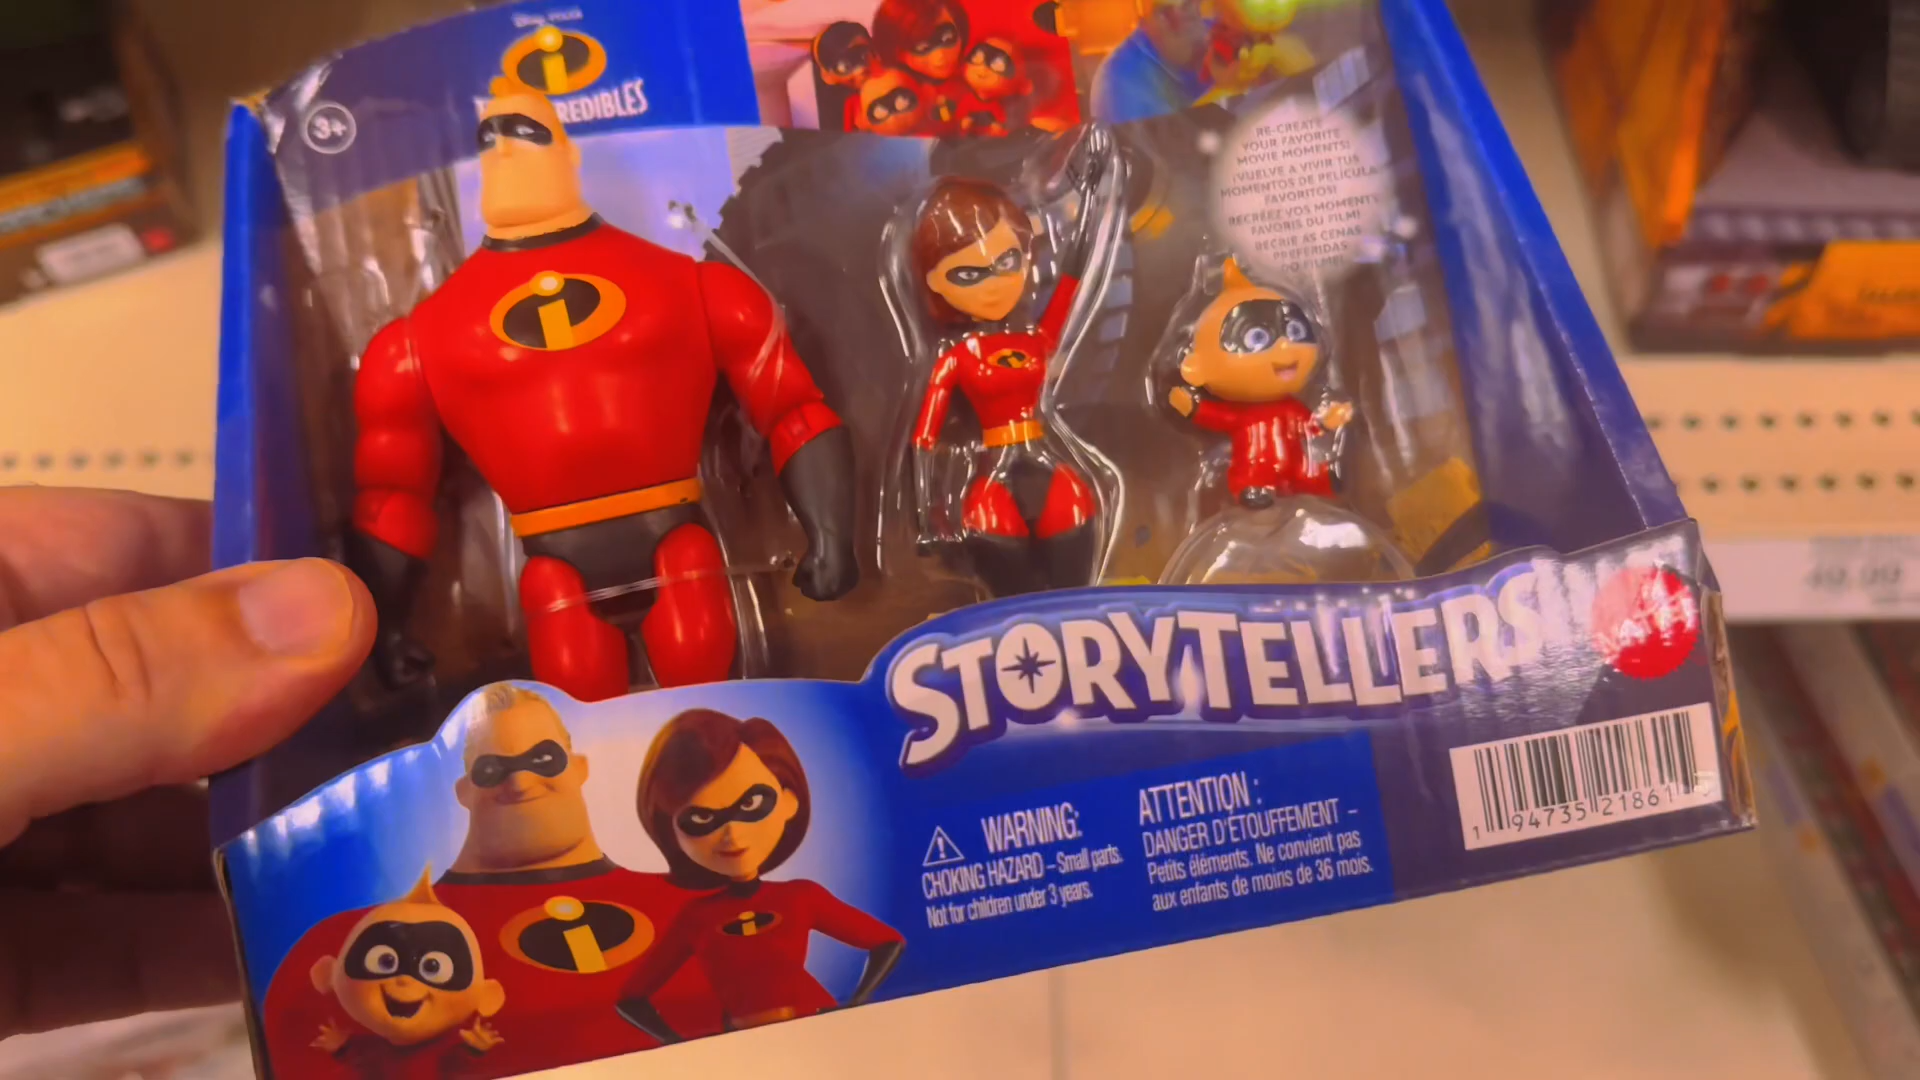 Disney PIXAR
3+
RE-CREATE
YOUR FAVORITE
MOVIE MOMENTS!
¡VUELVE A VIVIR TUS
MOMENTOS DE PELÍCULA
FAVORITOS!
RECRÉEZ VOS MOMENTS
FAVORIS DU FILM!
RECRIE AS CENAS
PREFERIDAS
DO FILME!
STORYTELLERS
WARNING:
CHOKING HAZARD – Small parts.
Not for children under 3 years.
ATTENTION :
DANGER D'ÉTOUFFEMENT –
Petits éléments. Ne convient pas
aux enfants de moins de 36 mois.
1 94735 21861